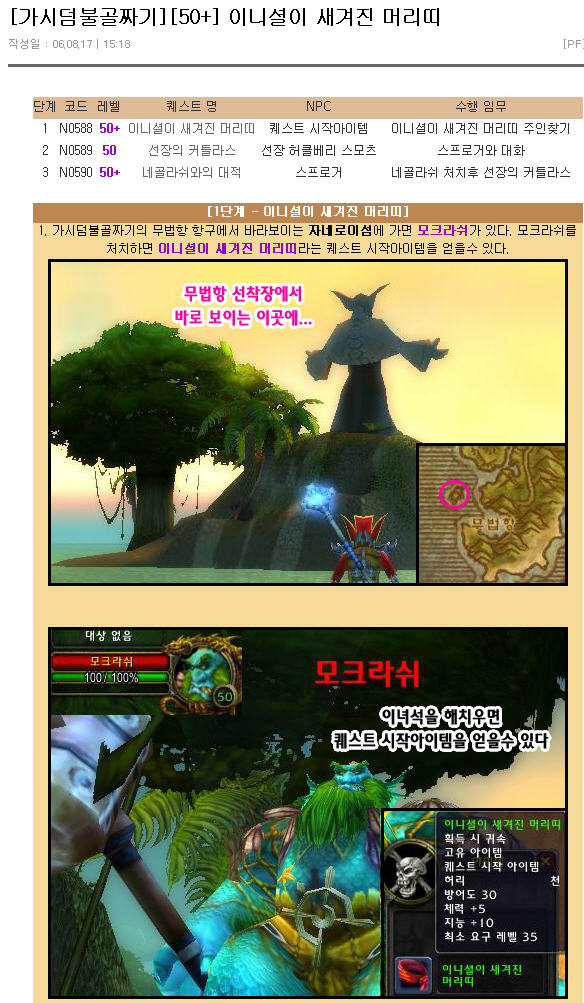 [가시덤불골짜기][50+] 이니셜이 새겨진 머리띠
작성일 : 06,08,17 | 15:18 [PF]
단계 코드 레벨 퀘스트 명 NPC 수행 임무
1 N0588 50+ 이니셜이 새겨진 머리띠 퀘스트 시작아이템 이니셜이 새겨진 머리띠 주인찾기
2 N0589 50 선장의 커틀라스 선장 허클베리 스모츠 스프로거와 대화
3 N0590 50+ 네골라쉬와의 대적 스프로거 네골라쉬 처치후 선장의 커틀라스
[1단계 - 이니셜이 새겨진 머리띠]
1, 가시덤불골짜기의 무법항 항구에서 바라보이는 자네로이섬에 가면 모크라쉬가 있다, 모크라쉬를
처치하면 이니셜이 새겨진 머리띠라는 퀘스트 시작아이템을 얻을수 있다,
무법항 선착장에서
바로 보이는 이곳에...
무법항
대상 없음
모크라쉬
100 / 100%
50
모크라쉬
이녀석을 해치우면
퀘스트 시작아이템을 얻을수 있다
이니셜이 새겨진 머리띠
획득 시 귀속
고유 아이템
퀘스트 시작 아이템
허리 천
방어도 30
체력 +5
지능 +10
최소 요구 레벨 35
이니셜이 새겨진
머리띠